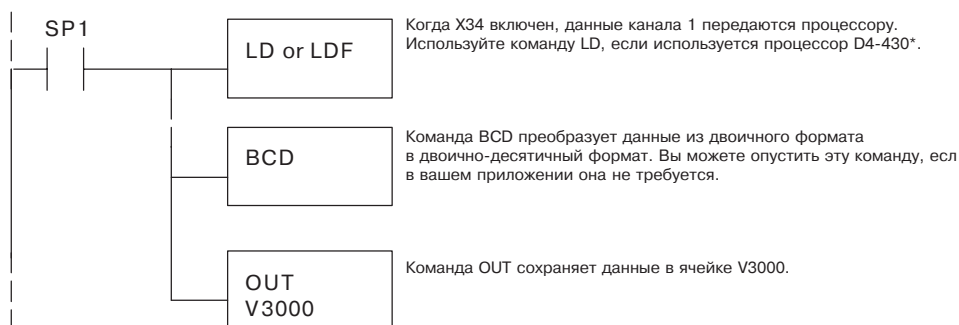 SP1
LD or LDF
Когда X34 включен, данные канала 1 передаются процессору.
Используйте команду LD, если используется процессор D4-430*.
BCD
Команда BCD преобразует данные из двоичного формата
в двоично-десятичный формат. Вы можете опустить эту команду, есл
в вашем приложении она не требуется.
OUT
V3000
Команда OUT сохраняет данные в ячейке V3000.